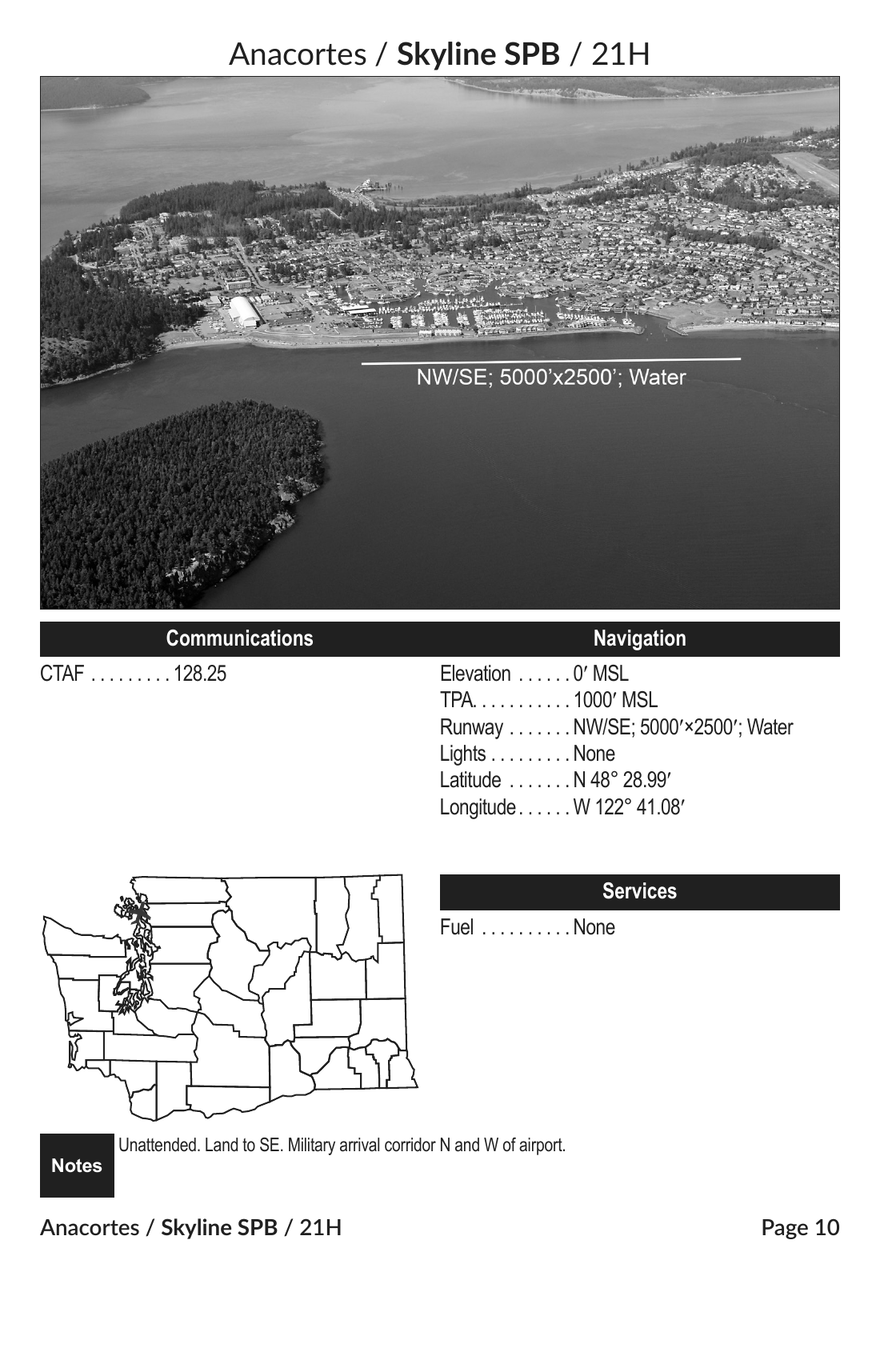 Anacortes / Skyline SPB / 21H
NW/SE; 5000’x2500’; Water
Communications
CTAF . . . . . . . . . 128.25
Navigation
Elevation . . . . . . 0′ MSL
TPA. . . . . . . . . . . 1000′ MSL
Runway . . . . . . . NW/SE; 5000′×2500′; Water
Lights . . . . . . . . . None
Latitude . . . . . . . N 48° 28.99′
Longitude . . . . . . W 122° 41.08′
Services
Fuel . . . . . . . . . . None
Notes
Unattended. Land to SE. Military arrival corridor N and W of airport.
Anacortes / Skyline SPB / 21H
Page 10